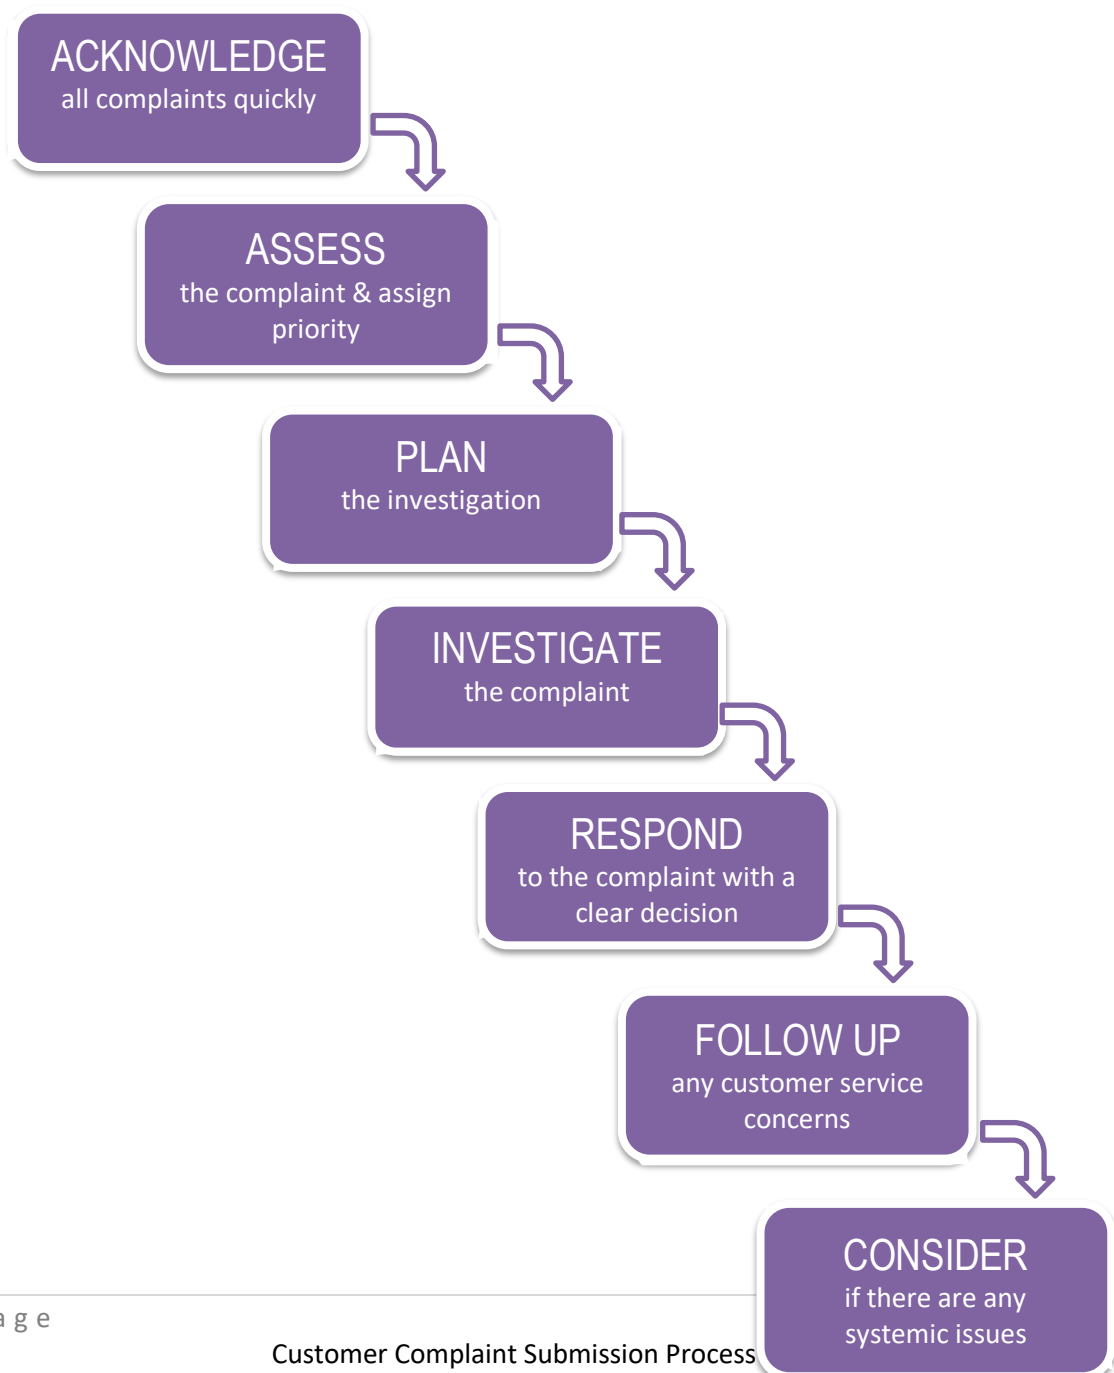 ACKNOWLEDGE
all complaints quickly
ASSESS
the complaint & assign
priority
PLAN
the investigation
INVESTIGATE
the complaint
RESPOND
to the complaint with a
clear decision
FOLLOW UP
any customer service
concerns
CONSIDER
if there are any
systemic issues
a g e
Customer Complaint Submission Process